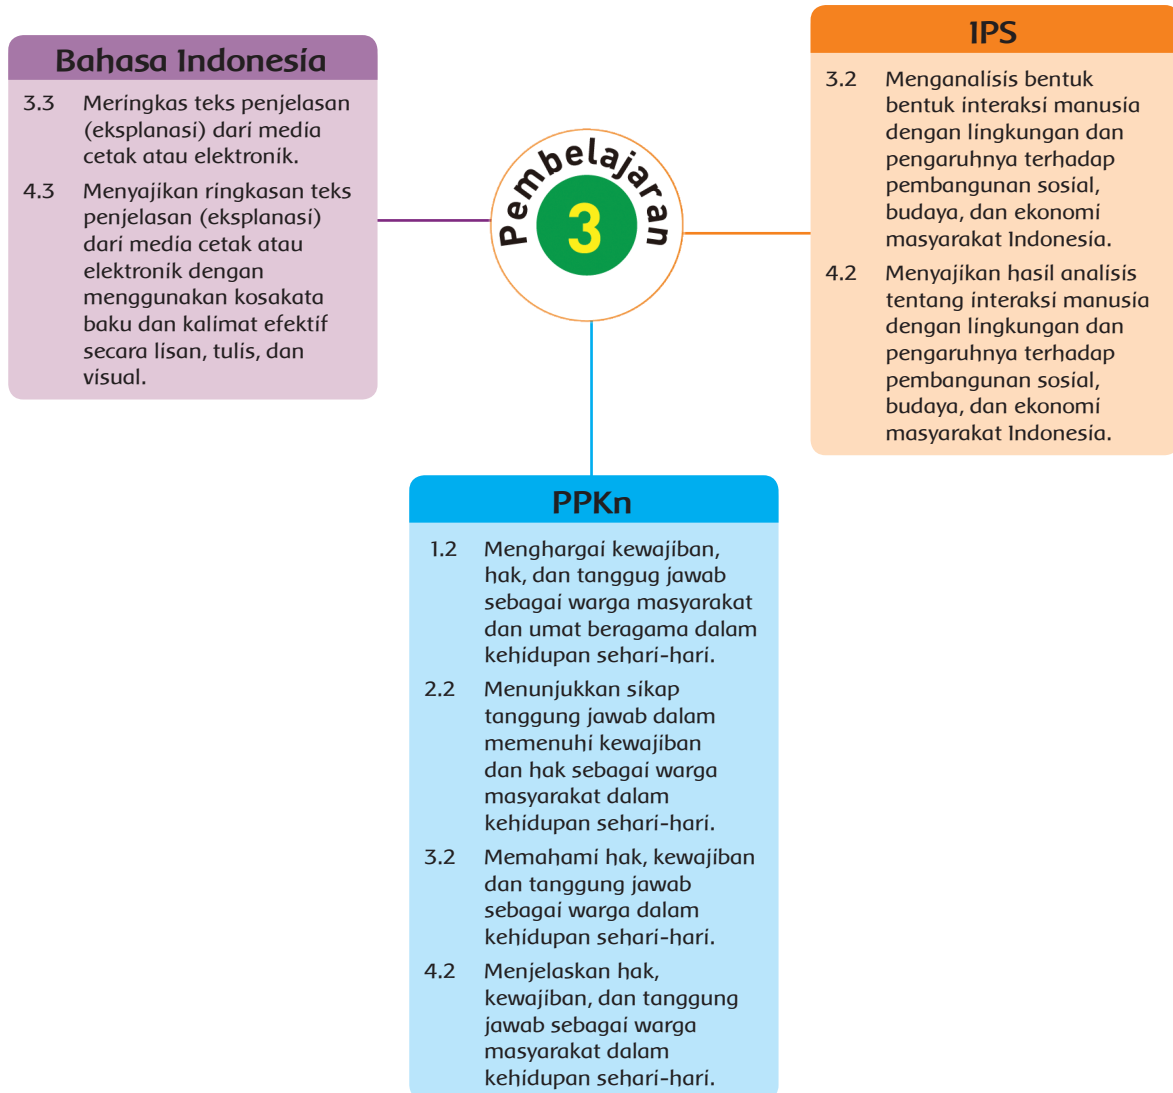 Bahasa Indonesia
3.3 Meringkas teks penjelasan
(eksplanasi) dari media
cetak atau elektronik.
4.3 Menyajikan ringkasan teks
penjelasan (eksplanasi)
dari media cetak atau
elektronik dengan
menggunakan kosakata
baku dan kalimat efektif
secara lisan, tulis, dan
visual.
Pembelajaran
3
IPS
3.2 Menganalisis bentuk
bentuk interaksi manusia
dengan lingkungan dan
pengaruhnya terhadap
pembangunan sosial,
budaya, dan ekonomi
masyarakat Indonesia.
4.2 Menyajikan hasil analisis
tentang interaksi manusia
dengan lingkungan dan
pengaruhnya terhadap
pembangunan sosial,
budaya, dan ekonomi
masyarakat Indonesia.
PPKn
1.2 Menghargai kewajiban,
hak, dan tanggug jawab
sebagai warga masyarakat
dan umat beragama dalam
kehidupan sehari-hari.
2.2 Menunjukkan sikap
tanggung jawab dalam
memenuhi kewajiban
dan hak sebagai warga
masyarakat dalam
kehidupan sehari-hari.
3.2 Memahami hak, kewajiban
dan tanggung jawab
sebagai warga dalam
kehidupan sehari-hari.
4.2 Menjelaskan hak,
kewajiban, dan tanggung
jawab sebagai warga
masyarakat dalam
kehidupan sehari-hari.